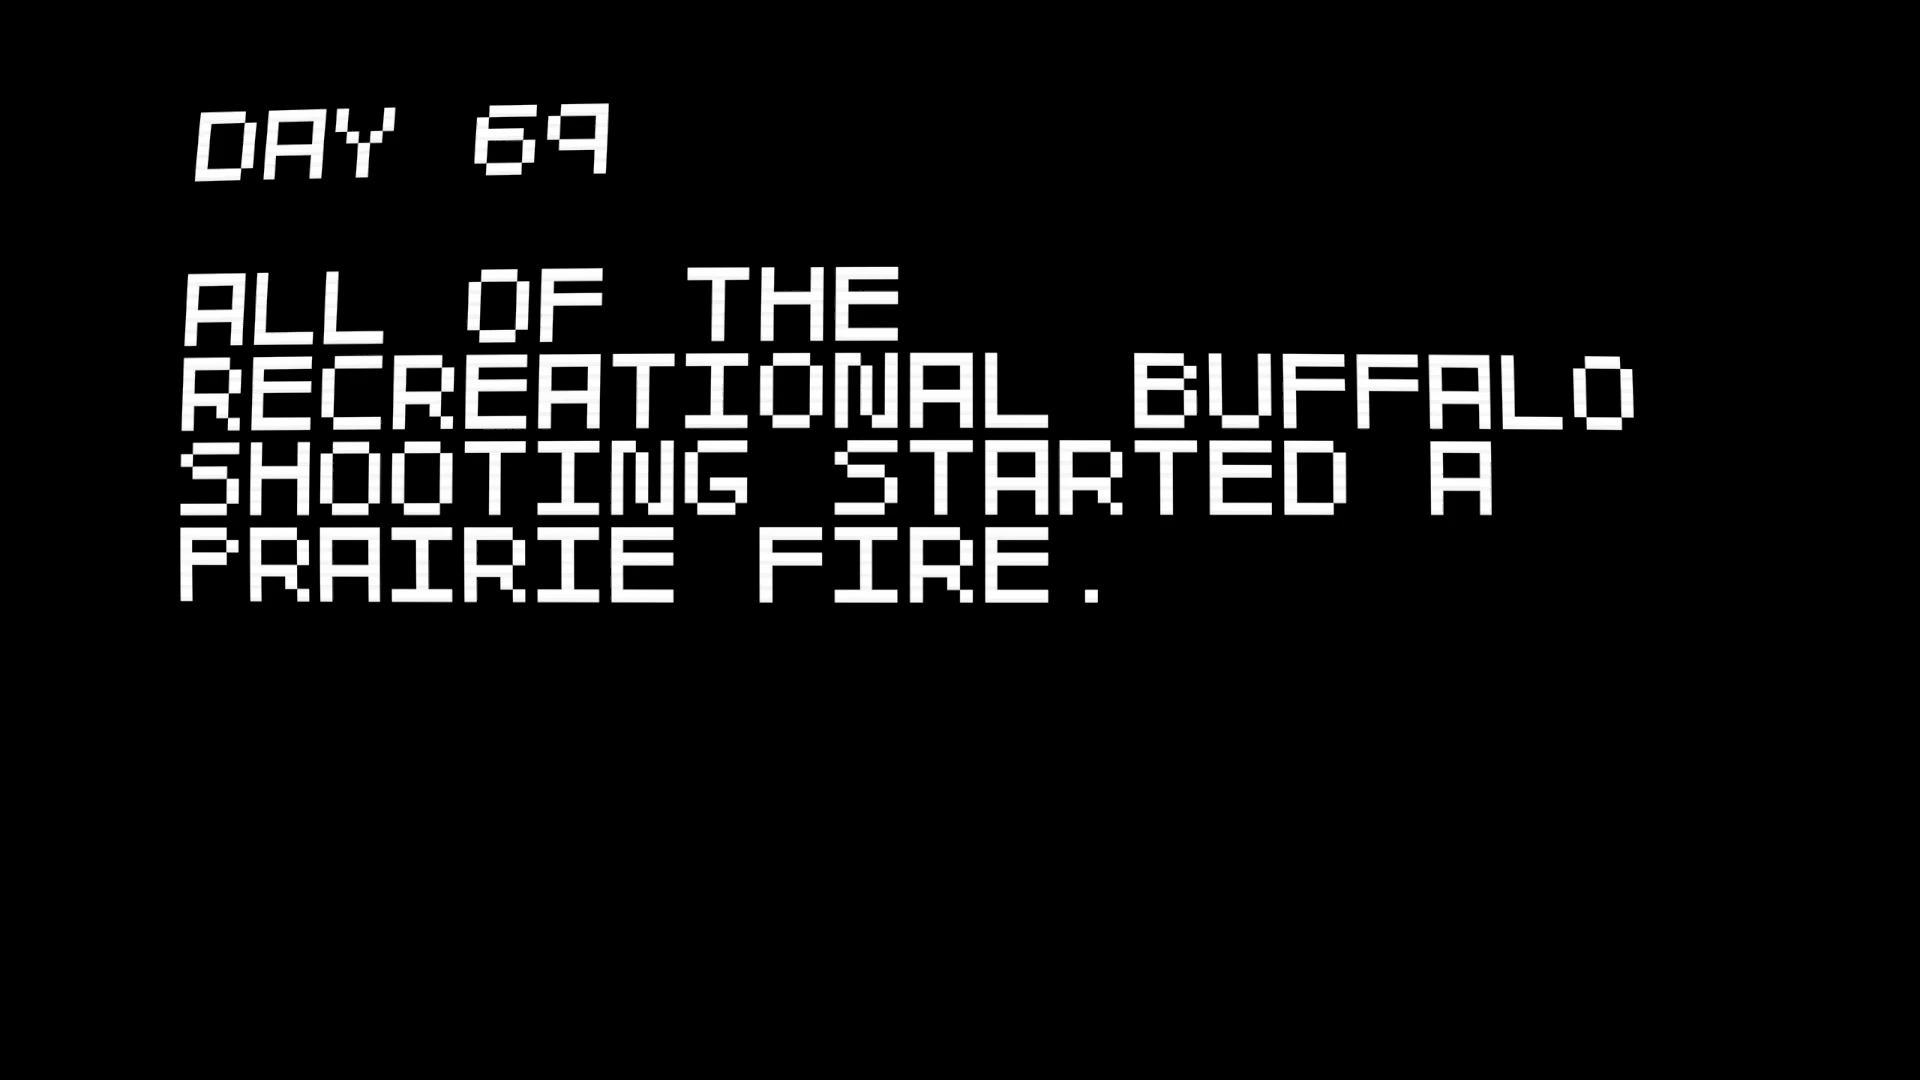 DAY 69
ALL OF THE
RECREATIONAL BUFFALO
SHOOTING STARTED A
PRAIRIE FIRE.